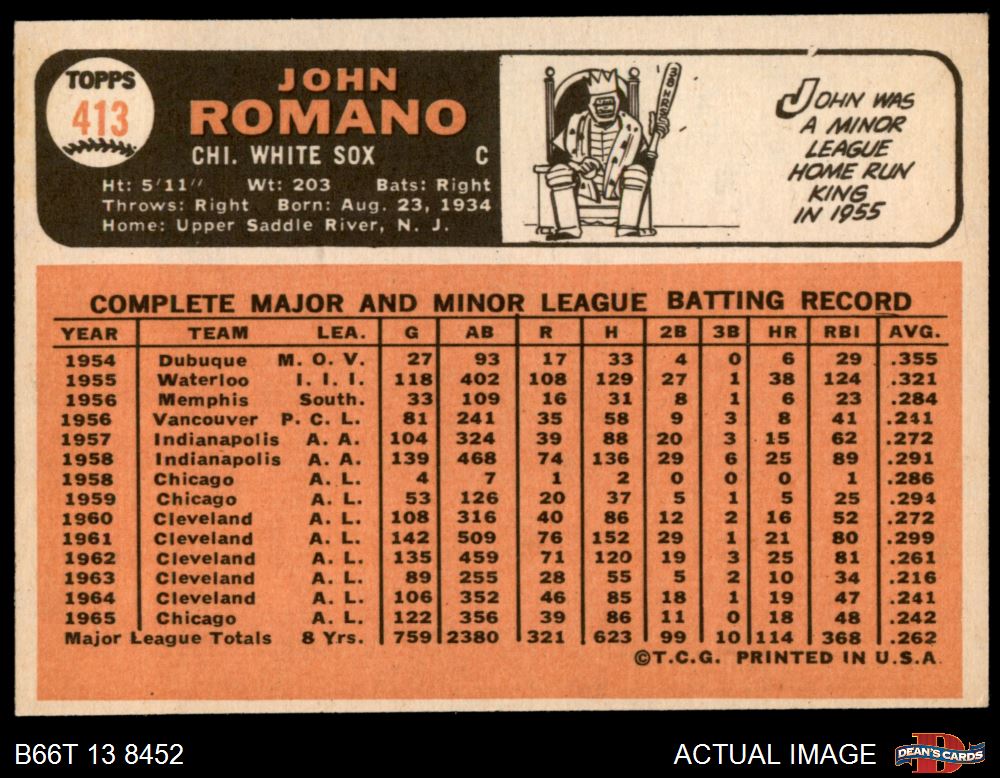 TOPPS
413
JOHN
ROMANO
CHI. WHITE SOX C
Ht: 5'11" Wt: 203 Bats: Right
Throws: Right Born: Aug. 23, 1934
Home: Upper Saddle River, N. J.
38 HRS
JOHN WAS
A MINOR
LEAGUE
HOME RUN
KING
IN 1955
COMPLETE MAJOR AND MINOR LEAGUE BATTING RECORD
YEAR TEAM LEA. G AB R H 2B 3B HR RBI AVG.
1954 Dubuque M. O. V. 27 93 17 33 4 0 6 29 .355
1955 Waterloo I. I. I. 118 402 108 129 27 1 38 124 .321
1956 Memphis South. 33 109 16 31 8 1 6 23 .284
1956 Vancouver P. C. L. 81 241 35 58 9 3 8 41 .241
1957 Indianapolis A. A. 104 324 39 88 20 3 15 62 .272
1958 Indianapolis A. A. 139 468 74 136 29 6 25 89 .291
1958 Chicago A. L. 4 7 1 2 0 0 0 1 .286
1959 Chicago A. L. 53 126 20 37 5 1 5 25 .294
1960 Cleveland A. L. 108 316 40 86 12 2 16 52 .272
1961 Cleveland A. L. 142 509 76 152 29 1 21 80 .299
1962 Cleveland A. L. 135 459 71 120 19 3 25 81 .261
1963 Cleveland A. L. 89 255 28 55 5 2 10 34 .216
1964 Cleveland A. L. 106 352 46 85 18 1 19 47 .241
1965 Chicago A. L. 122 356 39 86 11 0 18 48 .242
Major League Totals 8 Yrs. 759 2380 321 623 99 10 114 368 .262
©T.C.G. PRINTED IN U.S.A.
B66T 13 8452
ACTUAL IMAGE
DEAN'S CARDS